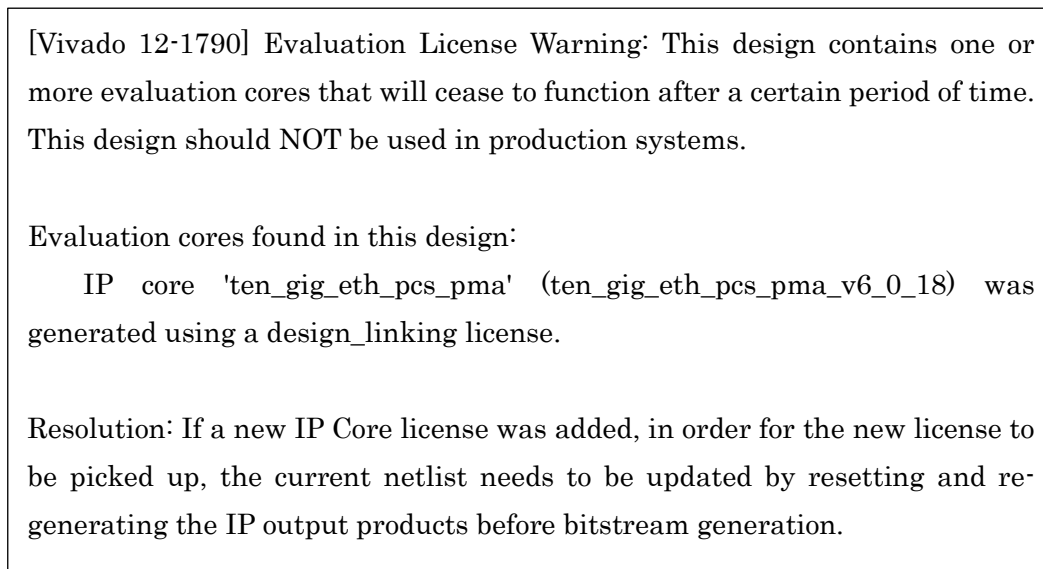 [Vivado 12-1790] Evaluation License Warning: This design contains one or
more evaluation cores that will cease to function after a certain period of time.
This design should NOT be used in production systems.
Evaluation cores found in this design:
IP core 'ten_gig_eth_pcs_pma' (ten_gig_eth_pcs_pma_v6_0_18) was
generated using a design_linking license.
Resolution: If a new IP Core license was added, in order for the new license to
be picked up, the current netlist needs to be updated by resetting and re-
generating the IP output products before bitstream generation.